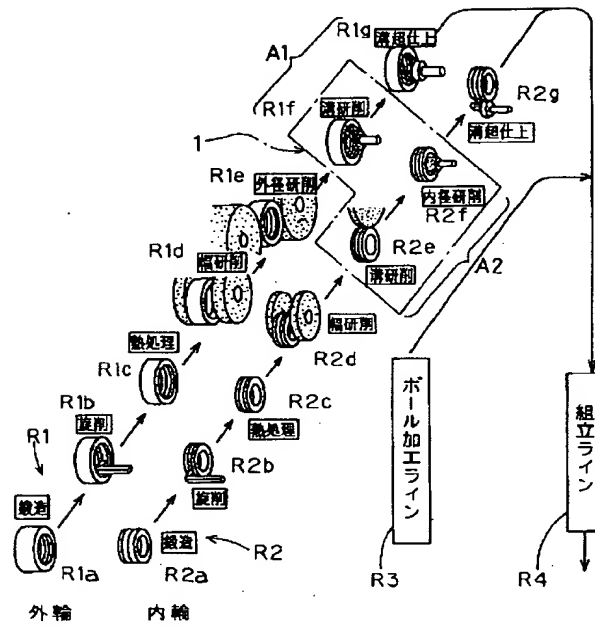 R1g
溝超仕上
A1
R2g
溝超仕上
R1f
溝研削
1
内径研削
R2f
R1e
外径研削
R2e
溝研削
A2
R1d
幅研削
幅研削
R2d
熱処理
R1c
R2c
熱処理
R1b
旋削
R1
R2b
旋削
鍛造
R1a
鍛造
R2a
R2
ボール加工ライン
R3
組立ライン
R4
外輪
内輪